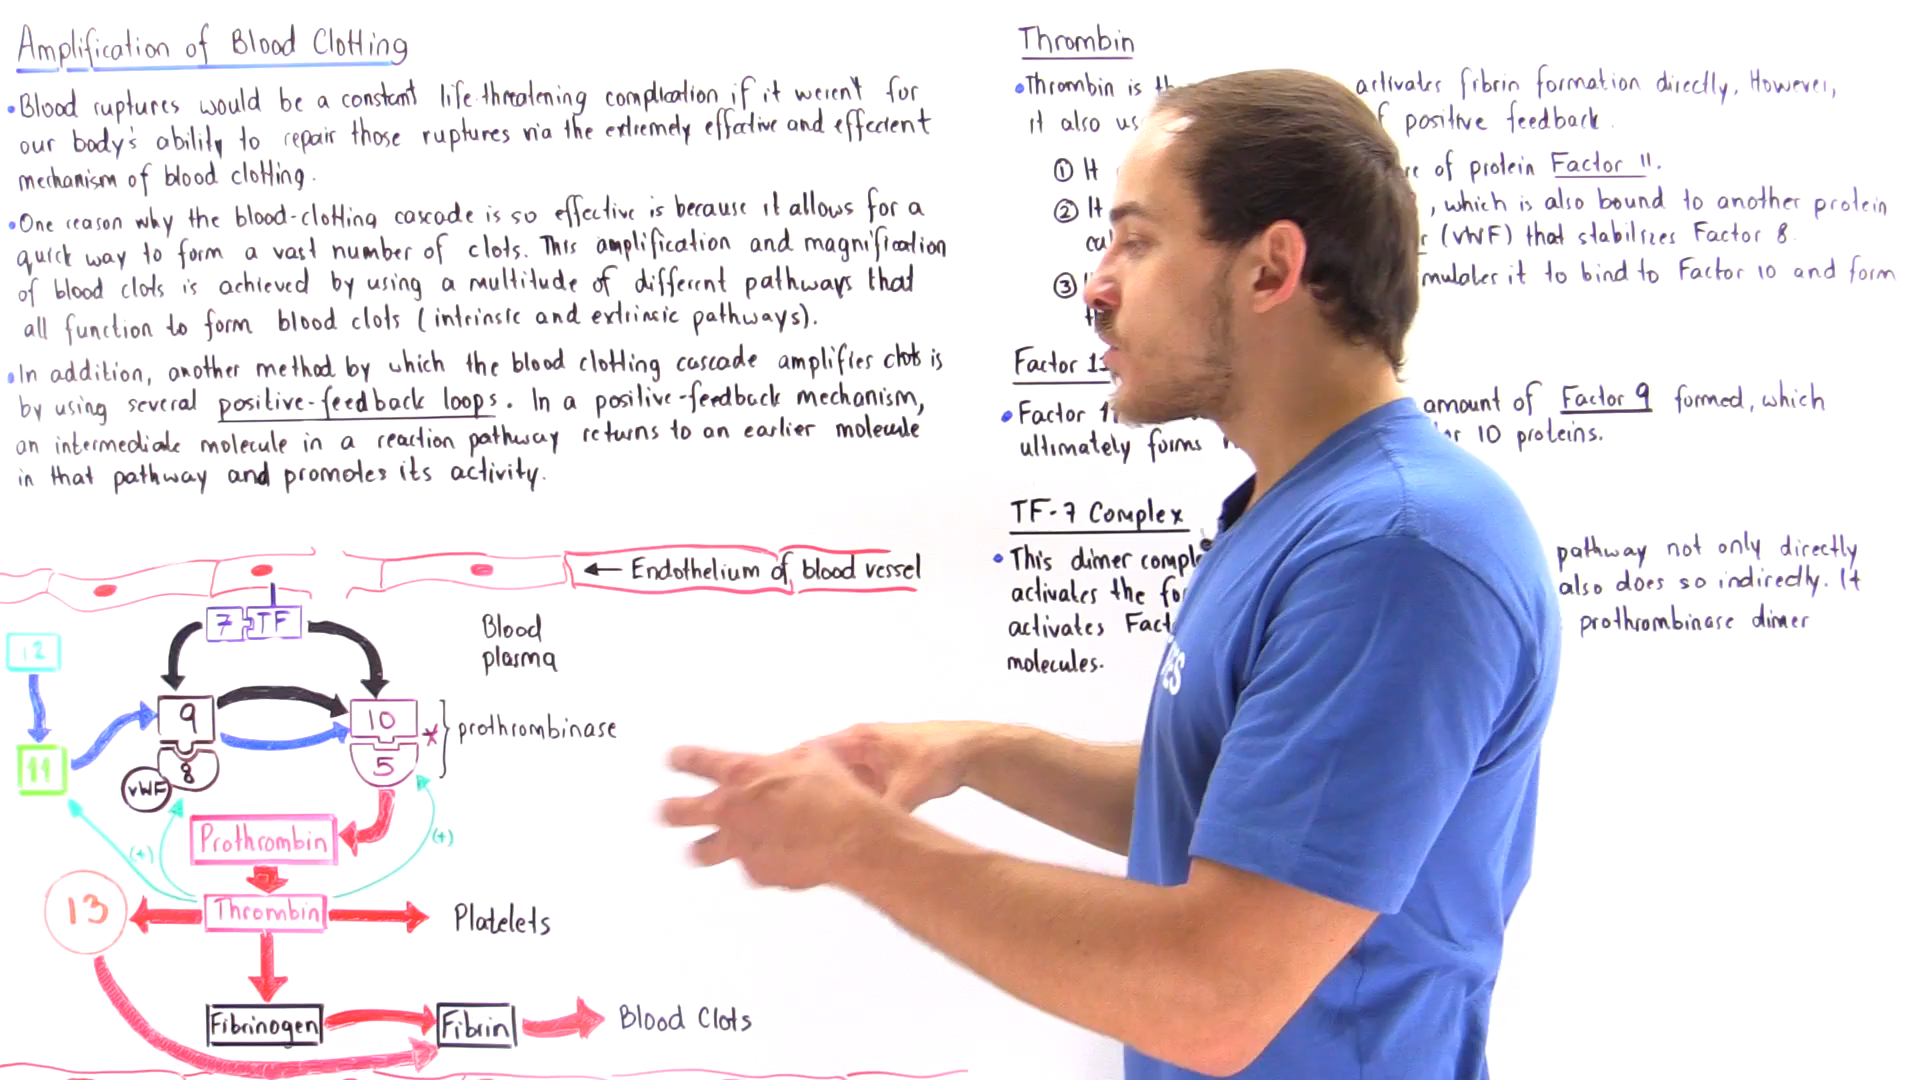 Amplification of Blood Clotting
•Blood ruptures would be a constant life-threatening complication if it weren't for
our body's ability to repair those ruptures via the extremely effective and effecient
mechanism of blood clotting.
•One reason why the blood-clotting cascade is so effective is because it allows for a
quick way to form a vast number of clots. This amplification and magnification
of blood clots is achieved by using a multitude of different pathways that
all function to form blood clots (intrinsic and extrinsic pathways).
•In addition, another method by which the blood clotting cascade amplifies clots is
by using several positive-feedback loops. In a positive-feedback mechanism,
an intermediate molecule in a reaction pathway returns to an earlier molecule
in that pathway and promotes its activity.
← Endothelium of blood vessel
7 TF
Blood
plasma
12
9
10
prothrombinase
11
8
5
vWF
Prothrombin
(+)
(+)
13
Thrombin
Platelets
Fibrinogen
Fibrin
Blood Clots
Thrombin
•Thrombin is activates fibrin formation directly. However,
it also positive feedback.
① It of protein Factor 11.
② It , which is also bound to another protein
(vWF) that stabilizes Factor 8.
③ it to bind to Factor 10 and form
Factor
•Factor amount of Factor 9 formed, which
ultimately forms 10 proteins.
TF-7 Complex
•This dimer pathway not only directly
activates the also does so indirectly. It
activates prothrombinase dimer
molecules.